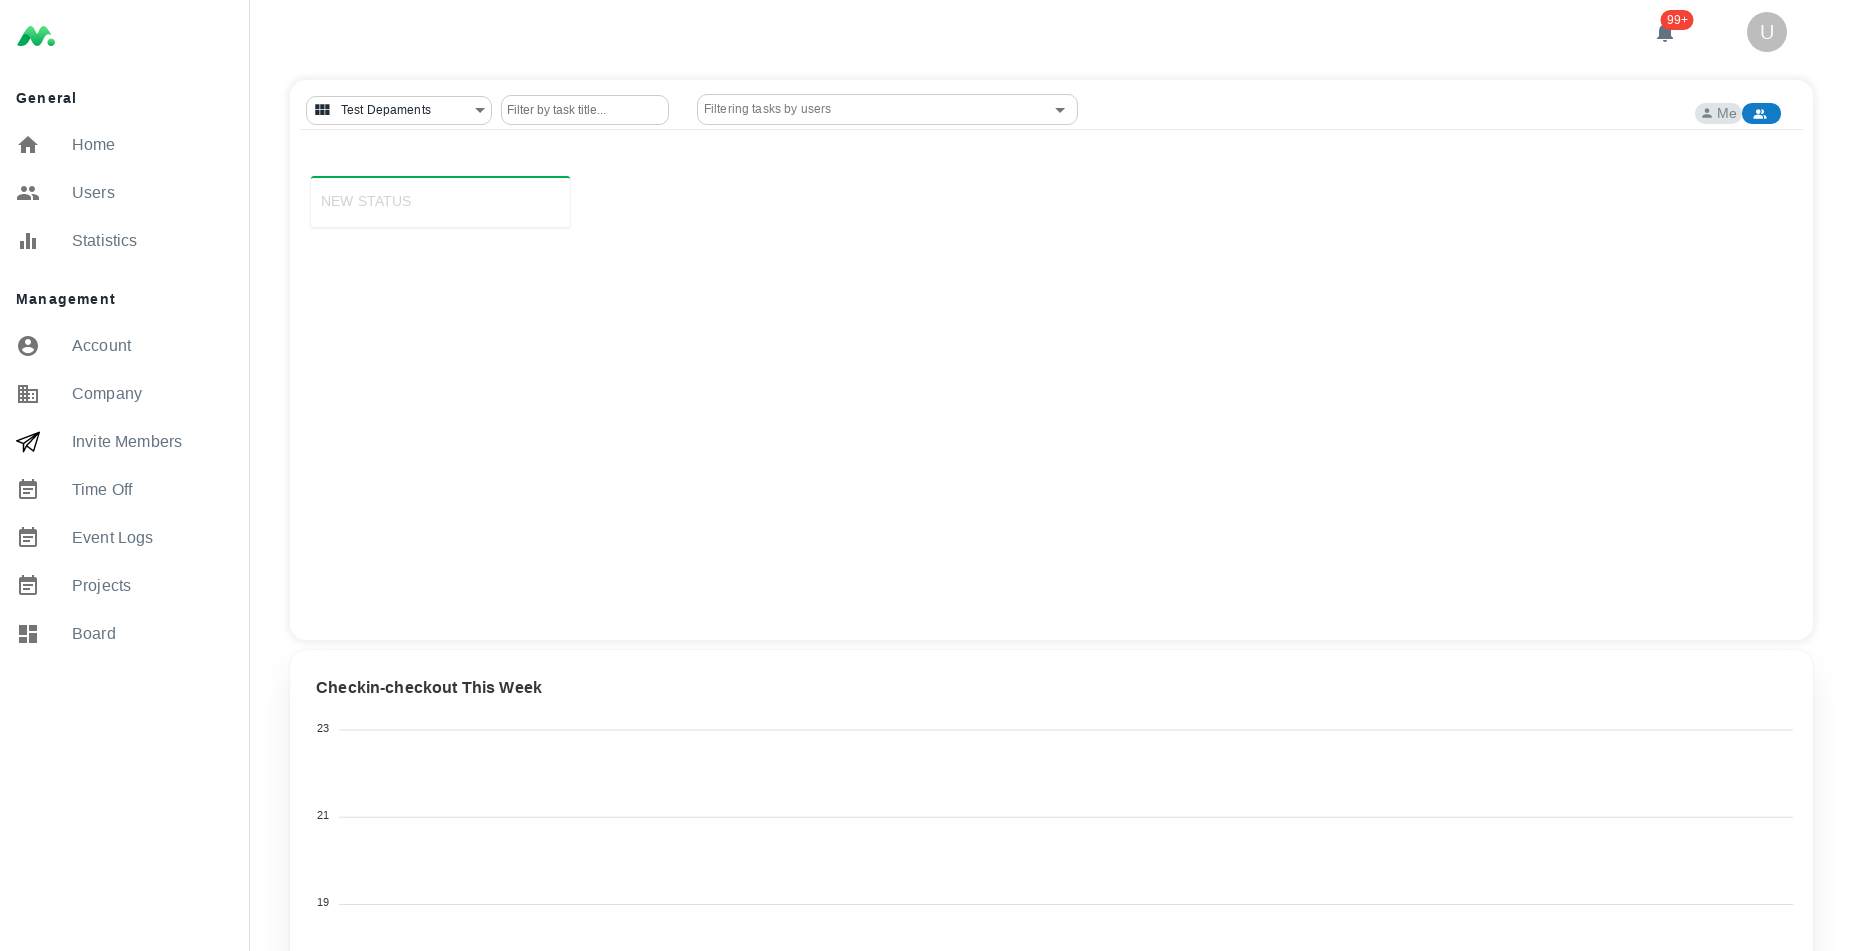 99+
U
General
Home
Users
Statistics
Management
Account
Company
Invite Members
Time Off
Event Logs
Projects
Board
Test Depaments
Filter by task title...
Filtering tasks by users
Me
NEW STATUS
Checkin-checkout This Week
23
21
19